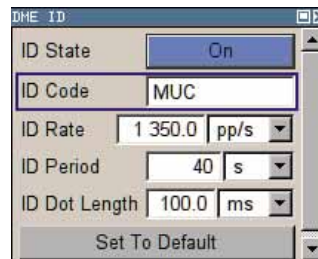 DME ID
ID State On
ID Code MUC
ID Rate 1 350.0 pp/s
ID Period 40 s
ID Dot Length 100.0 ms
Set To Default